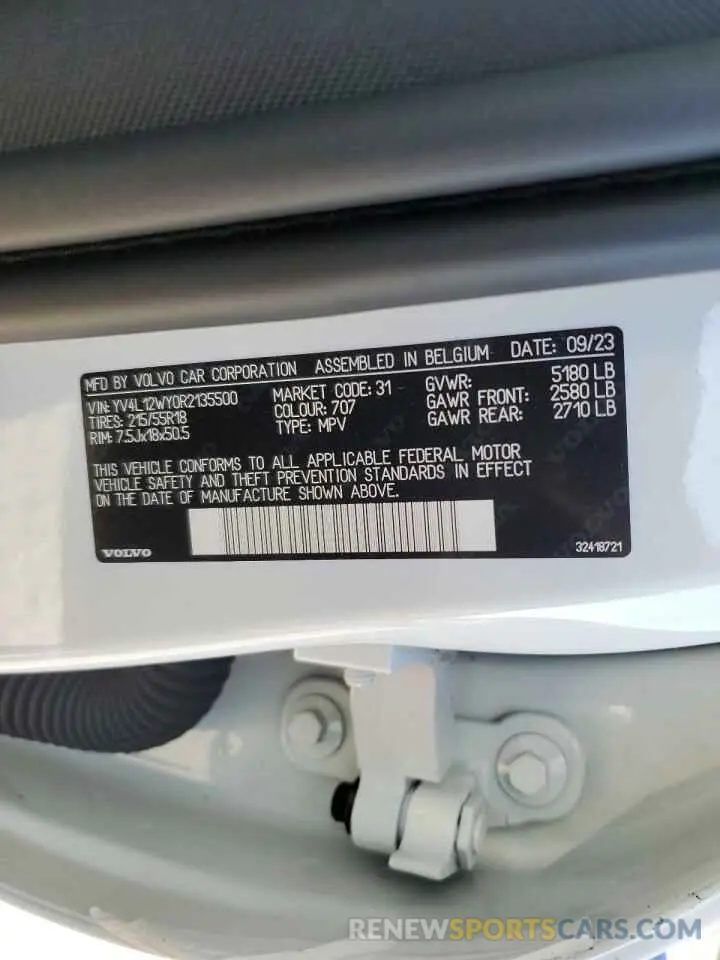 MFD BY VOLVO CAR CORPORATION ASSEMBLED IN BELGIUM DATE: 09/23
VIN: YV4L12WY0R2135500 MARKET CODE: 31 GVWR: 5180 LB
TIRES: 215/55R18 COLOUR: 707 GAWR FRONT: 2580 LB
RIM: 7.5Jx18x50.5 TYPE: MPV GAWR REAR: 2710 LB
THIS VEHICLE CONFORMS TO ALL APPLICABLE FEDERAL MOTOR
VEHICLE SAFETY AND THEFT PREVENTION STANDARDS IN EFFECT
ON THE DATE OF MANUFACTURE SHOWN ABOVE.
VOLVO 32418721
RENEWSPORTSCARS.COM